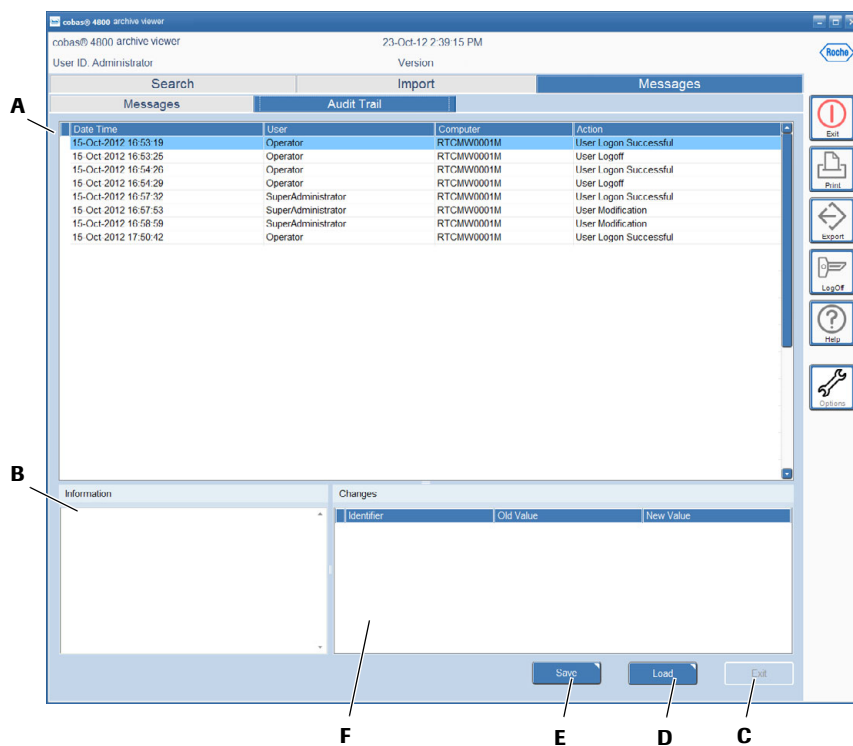 cobas® 4800 archive viewer
cobas® 4800 archive viewer 23-Oct-12 2:39:15 PM
Roche
User ID. Administrator Version
Search Import Messages
Messages Audit Trail
A
Date Time User Computer Action
15-Oct-2012 16:53:19 Operator RTCMW0001M User Logon Successful
15-Oct-2012 16:53:25 Operator RTCMW0001M User Logoff
15-Oct-2012 16:54:26 Operator RTCMW0001M User Logon Successful
15-Oct-2012 16:54:29 Operator RTCMW0001M User Logoff
15-Oct-2012 16:57:32 SuperAdministrator RTCMW0001M User Logon Successful
15-Oct-2012 16:57:53 SuperAdministrator RTCMW0001M User Modification
15-Oct-2012 16:58:59 SuperAdministrator RTCMW0001M User Modification
15-Oct-2012 17:50:42 Operator RTCMW0001M User Logon Successful
Exit
Print
Export
LogOff
Help
Options
B
Information Changes
Identifier Old Value New Value
Save Load Exit
F E D C